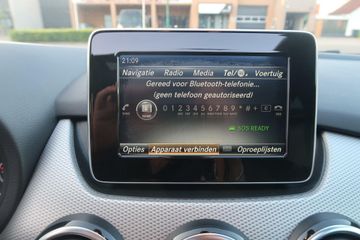 21:09
Navigatie Radio Media Tel/@ Voertuig
Gereed voor Bluetooth-telefonie...
(geen telefoon geautoriseerd)
0 1 2 3 4 5 6 7 8 9 * # +
SOS READY
Opties Apparaat verbinden Oproeplijsten